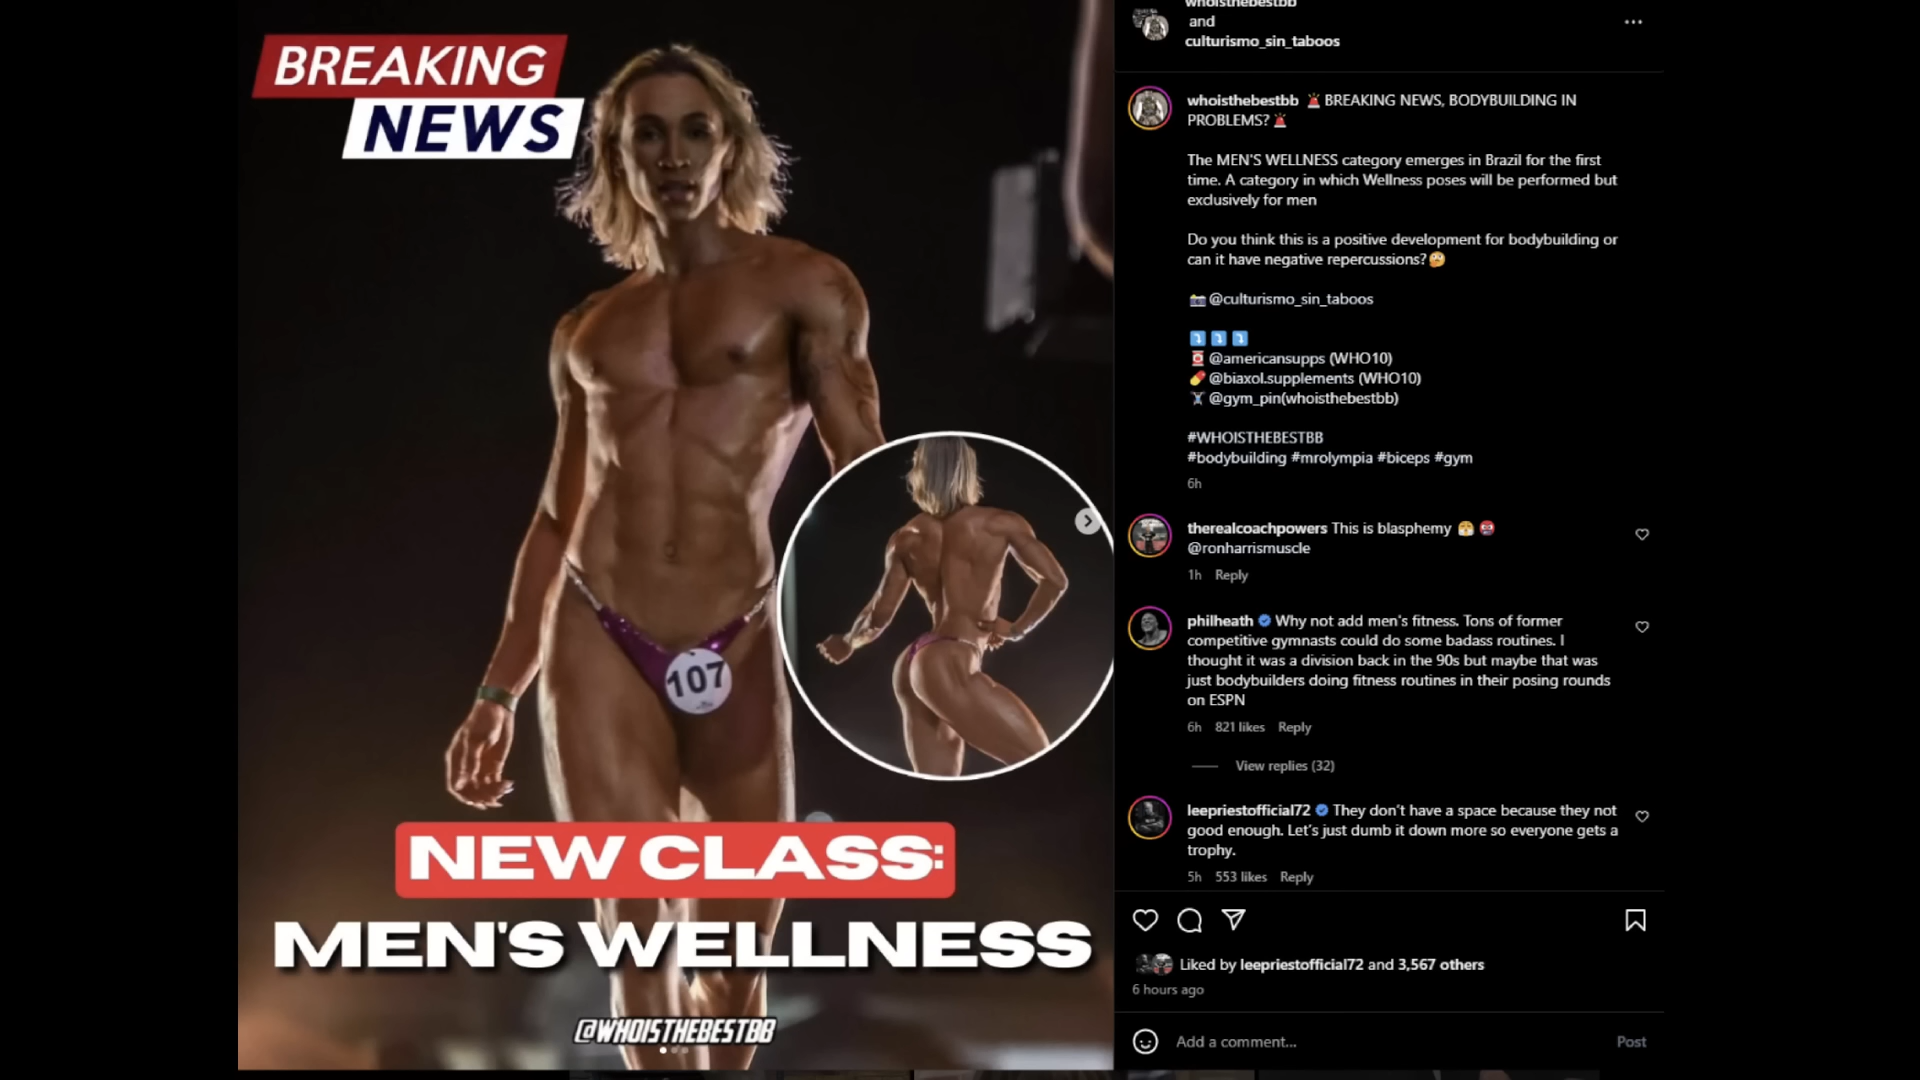 BREAKING
NEWS
107
NEW CLASS:
MEN'S WELLNESS
@WHOISTHEBESTBB
whoisthebestbb
and
culturismo_sin_taboos
whoisthebestbb 🚨 BREAKING NEWS, BODYBUILDING IN
PROBLEMS? 🚨
The MEN'S WELLNESS category emerges in Brazil for the first
time. A category in which Wellness poses will be performed but
exclusively for men
Do you think this is a positive development for bodybuilding or
can it have negative repercussions?🤔
📸 @culturismo_sin_taboos
⤵️ ⤵️ ⤵️
🥫 @americansupps (WHO10)
💊 @biaxol.supplements (WHO10)
🏋️ @gym_pin(whoisthebestbb)
#WHOISTHEBESTBB
#bodybuilding #mrolympia #biceps #gym
6h
therealcoachpowers This is blasphemy 😤 🤬
@ronharrismuscle
1h Reply
philheath Why not add men's fitness. Tons of former
competitive gymnasts could do some badass routines. I
thought it was a division back in the 90s but maybe that was
just bodybuilders doing fitness routines in their posing rounds
on ESPN
6h 821 likes Reply
View replies (32)
leepriestofficial72 They don't have a space because they not
good enough. Let's just dumb it down more so everyone gets a
trophy.
5h 553 likes Reply
Liked by leepriestofficial72 and 3,567 others
6 hours ago
Add a comment... Post